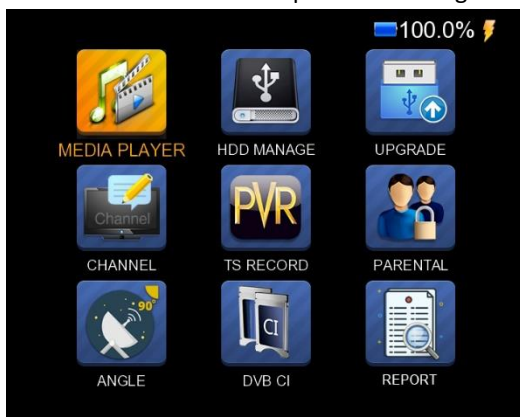 100.0%
MEDIA PLAYER HDD MANAGE UPGRADE
Channel PVR
CHANNEL TS RECORD PARENTAL
90° CI
ANGLE DVB CI REPORT